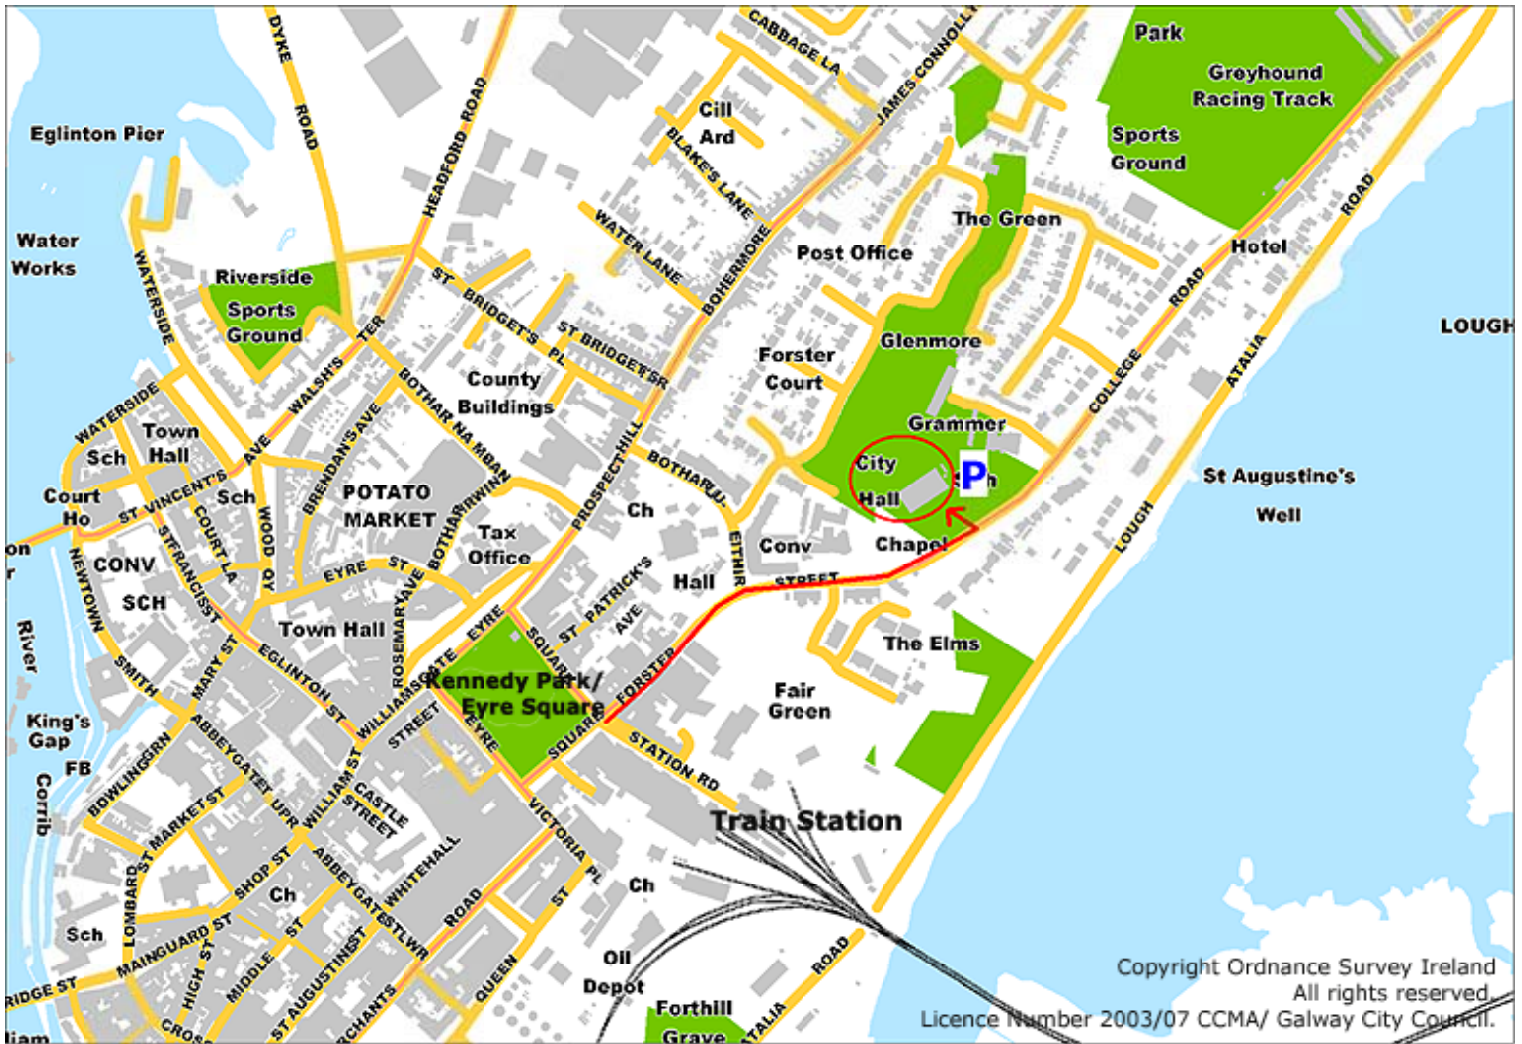 CABBAGE LA
JAMES CONNOLLY
Park
Greyhound
Racing Track
DYKE
ROAD
HEADFORD ROAD
Eglinton Pier
Cill
Ard
BLAKE'S LANE
Sports
Ground
ROAD
Water
Works
WATERSIDE
WATER LANE
BOHERMORE
The Green
Post Office
Hotel
ROAD
Riverside
Sports
Ground
ST BRIDGET'S PL
ST BRIDGET'S
WALSH'S TER
LOUGH
Glenmore
Forster
Court
COLLEGE
ATALIA
County
Buildings
BOTHAR NA MBAN
WATERSIDE
Town
Hall
Sch
AVE
BRENDAN'S AVE
PROSPECT HILL
Grammer
City
Hall
P
BOTHAR
Court
Ho
ST VINCENT'S
Sch
POTATO
MARKET
BOTHAR IRWINZ
St Augustine's
Well
Ch
Tax
Office
LOUGH
CONV
SCH
ST FRANCIS ST
COURT LA
WOOD QY
EYRE ST
EITHIR
Conv
Chapel
STREET
NEWTOWN
SMITH
Hall
ST PATRICK'S
AVE
River
Town Hall
ROSEMARY AVE
EYRE
SQUARE
The Elms
MARY ST
EGLINTON ST
WILLIAMSGATE
STREET
Kennedy Park/
Eyre Square
FORSTER
Fair
Green
King's
Gap
FB
Corrib
BOWLING GRN
ABBEYGATE UPR
WILLIAM ST
EYRE
SQUARE
STATION RD
CASTLE
STREET
ST MARKET ST
VICTORIA PL
Train Station
LOMBARD
SHOP ST
WHITEHALL
ABBEYGATE ST LWR
Ch
Ch
Sch
ROAD
MAINGUARD ST
HIGH ST
MIDDLE ST
ST AUGUSTINE ST
QUEEN
ST
Oil
Depot
ROAD
ATALIA
Forthill
Grave
Copyright Ordnance Survey Ireland
All rights reserved.
Licence Number 2003/07 CCMA/ Galway City Council.